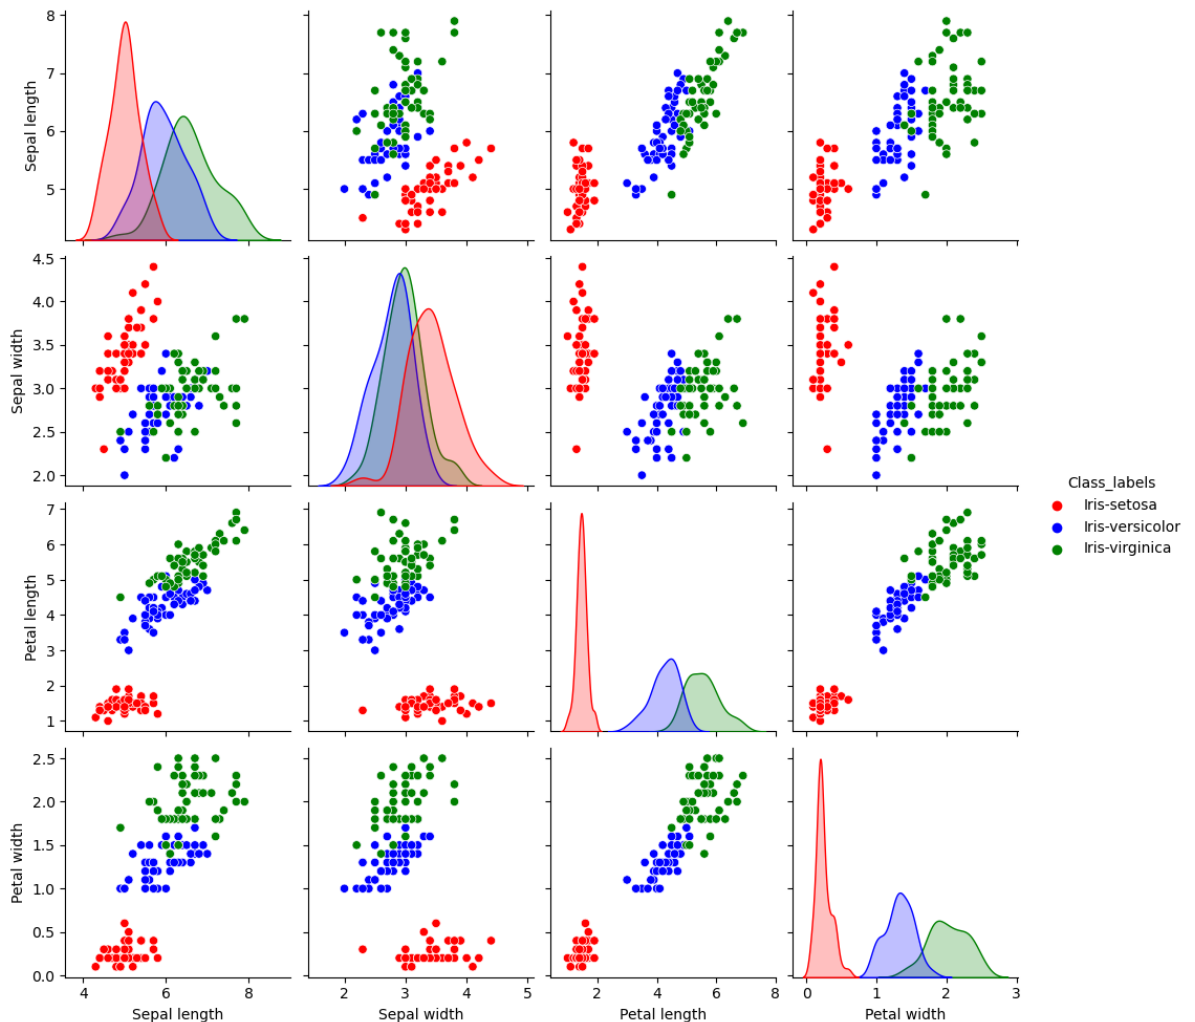 8
7
6
5
Sepal length
4.5
4.0
3.5
3.0
2.5
2.0
Sepal width
Class_labels
Iris-setosa
Iris-versicolor
Iris-virginica
7
6
5
4
3
2
1
Petal length
2.5
2.0
1.5
1.0
0.5
0.0
Petal width
4 6 8
2 3 4 5
2 4 6 8
0 1 2 3
Sepal length
Sepal width
Petal length
Petal width